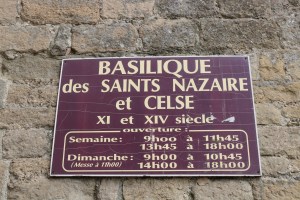 BASILIQUE
des SAINTS NAZAIRE
et CELSE
XI et XIV siècle
ouverture :
Semaine : 9h00 à 11h45
13h45 à 18h00
Dimanche : 9h00 à 10h45
(Messe à 11h00) 14h00 à 18h00